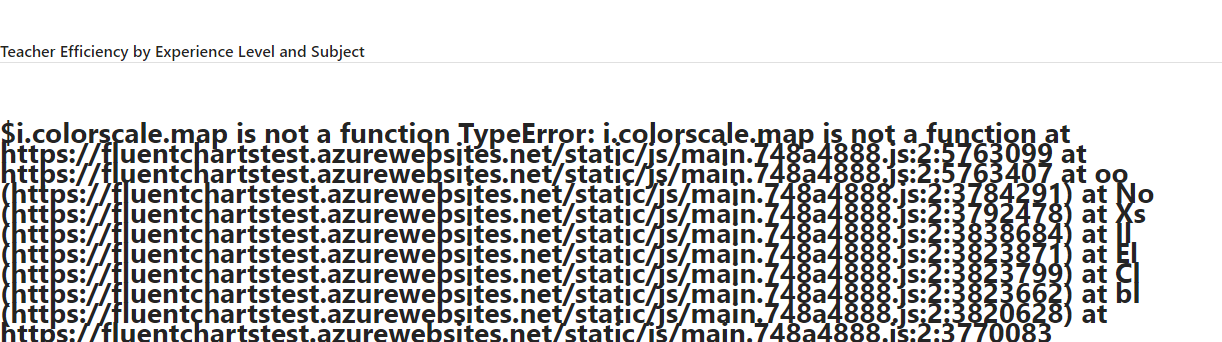 Teacher Efficiency by Experience Level and Subject
$i.colorscale.map is not a function TypeError: i.colorscale.map is not a function at
https://fluentchartstest.azurewebsites.net/static/js/main.748a4888.js:2:5763099 at
https://fluentchartstest.azurewebsites.net/static/js/main.748a4888.js:2:5763407 at oo
(https://fluentchartstest.azurewebsites.net/static/js/main.748a4888.js:2:3784291) at No
(https://fluentchartstest.azurewebsites.net/static/js/main.748a4888.js:2:3792478) at Xs
(https://fluentchartstest.azurewebsites.net/static/js/main.748a4888.js:2:3838684) at Il
(https://fluentchartstest.azurewebsites.net/static/js/main.748a4888.js:2:3823871) at El
(https://fluentchartstest.azurewebsites.net/static/js/main.748a4888.js:2:3823799) at Cl
(https://fluentchartstest.azurewebsites.net/static/js/main.748a4888.js:2:3823662) at bl
(https://fluentchartstest.azurewebsites.net/static/js/main.748a4888.js:2:3820628) at
https://fluentchartstest.azurewebsites.net/static/js/main.748a4888.js:2:3770083